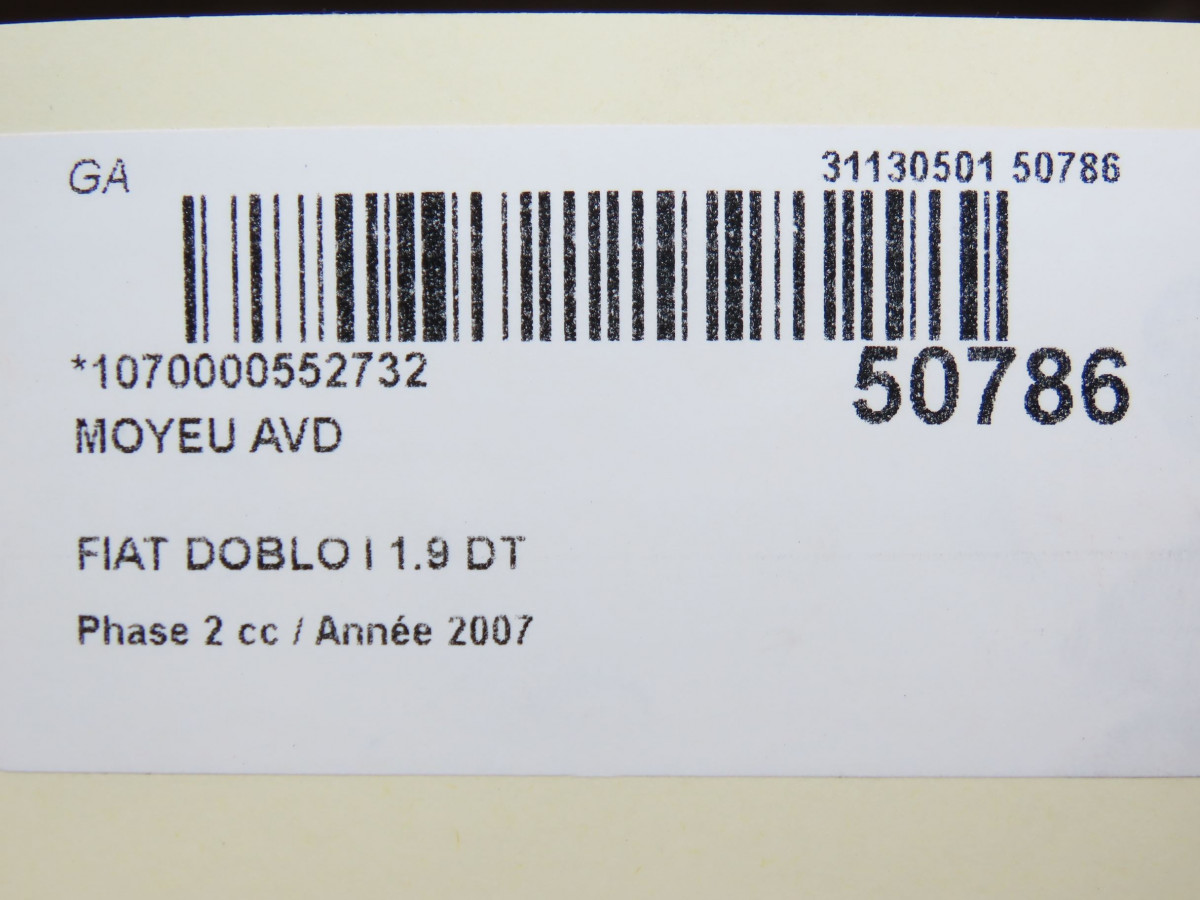 GA
31130501 50786
*1070000552732
50786
MOYEU AVD
FIAT DOBLO I 1.9 DT
Phase 2 cc / Année 2007